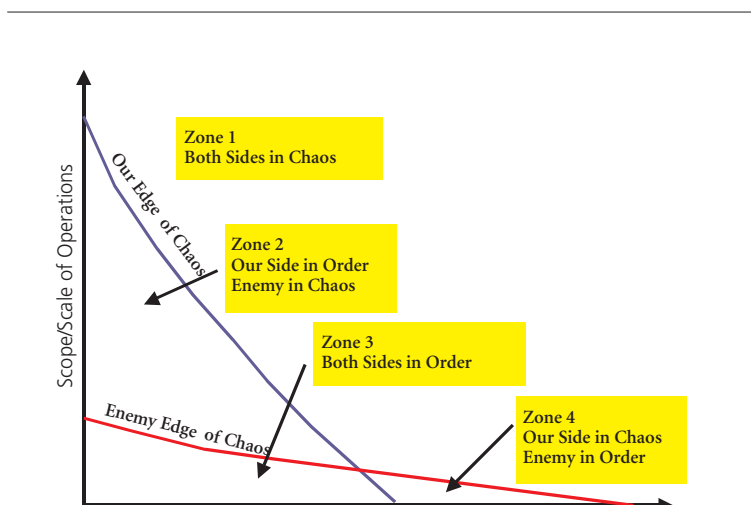 Zone 1
Both Sides in Chaos
Our Edge of Chaos
Zone 2
Our Side in Order
Enemy in Chaos
Scope/Scale of Operations
Zone 3
Both Sides in Order
Enemy Edge of Chaos
Zone 4
Our Side in Chaos
Enemy in Order